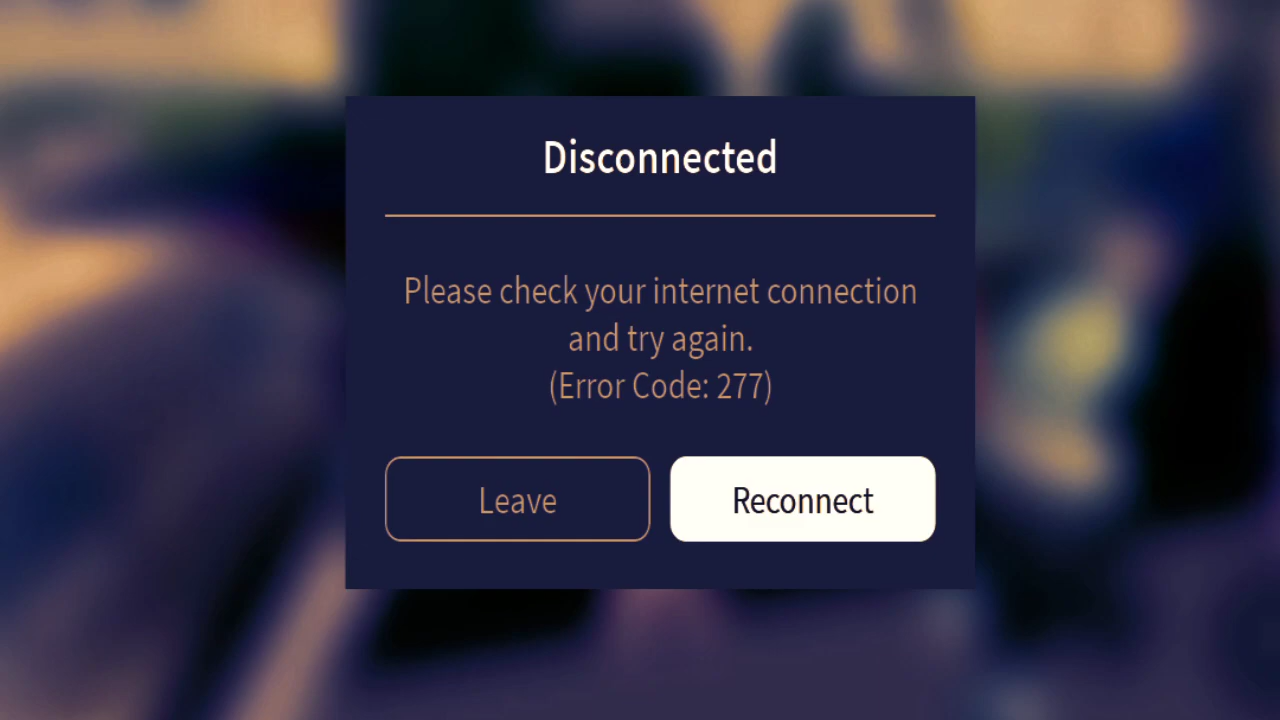 Disconnected
Please check your internet connection
and try again.
(Error Code: 277)
Leave
Reconnect